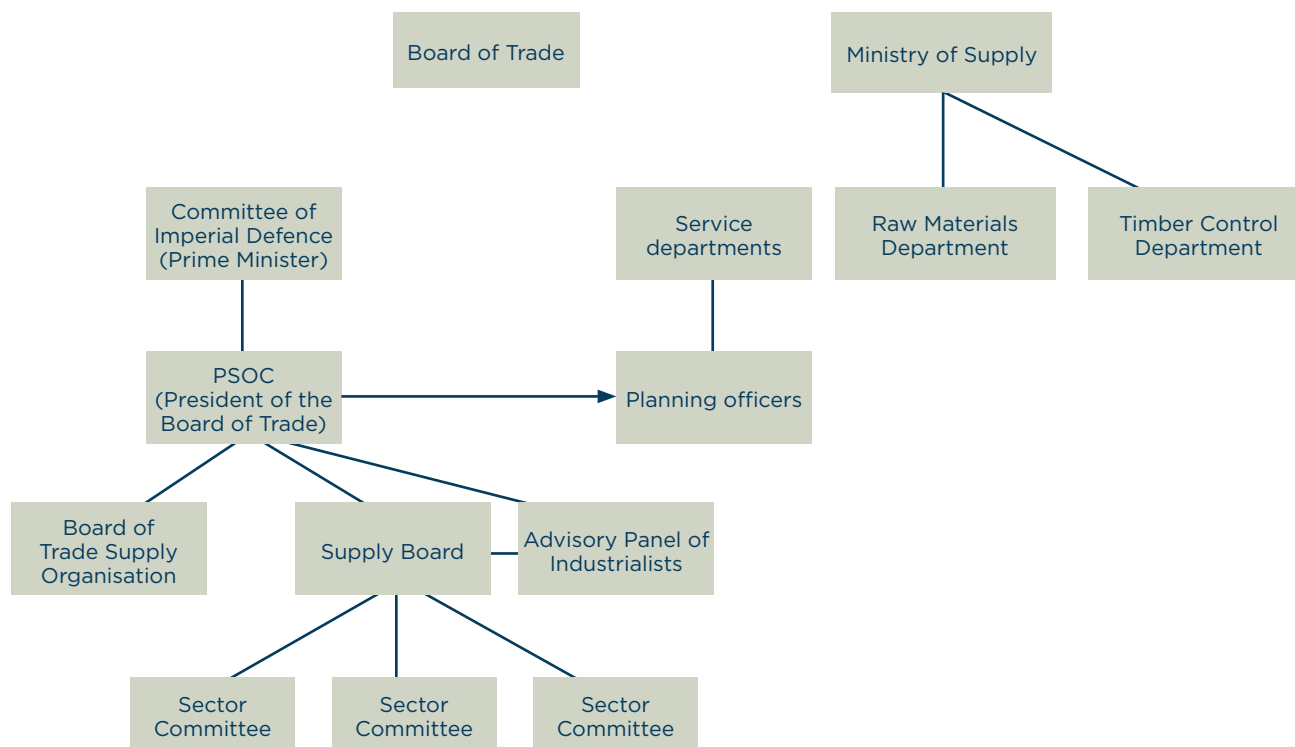 Board of Trade
Ministry of Supply
Committee of
Imperial Defence
(Prime Minister)
Service
departments
Raw Materials
Department
Timber Control
Department
PSOC
(President of the
Board of Trade)
Planning officers
Board of
Trade Supply
Organisation
Supply Board
Advisory Panel of
Industrialists
Sector
Committee
Sector
Committee
Sector
Committee